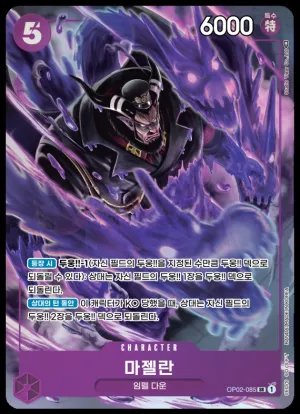 5
6000
특수
특
등장 시 두웅!!-1(자신 필드의 두웅!!을 지정된 수만큼 두웅!! 덱으로
되돌릴 수 있다): 상대는 자신 필드의 두웅!! 1장을 두웅!! 덱으로
되돌린다.
상대의 턴 동안 이 캐릭터가 KO 당했을 때, 상대는 자신 필드의
두웅!! 2장을 두웅!! 덱으로 되돌린다.
CHARACTER
마젤란
임펠 다운
OP02-085 SR 1